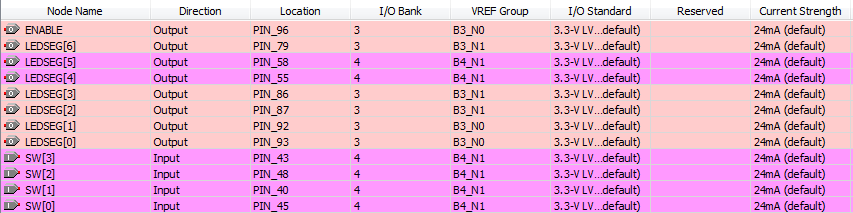 Node Name Direction Location I/O Bank VREF Group I/O Standard Reserved Current Strength
ENABLE Output PIN_96 3 B3_N0 3.3-V LV...default) 24mA (default)
LEDSEG[6] Output PIN_79 3 B3_N1 3.3-V LV...default) 24mA (default)
LEDSEG[5] Output PIN_58 4 B4_N1 3.3-V LV...default) 24mA (default)
LEDSEG[4] Output PIN_55 4 B4_N1 3.3-V LV...default) 24mA (default)
LEDSEG[3] Output PIN_86 3 B3_N1 3.3-V LV...default) 24mA (default)
LEDSEG[2] Output PIN_87 3 B3_N1 3.3-V LV...default) 24mA (default)
LEDSEG[1] Output PIN_92 3 B3_N0 3.3-V LV...default) 24mA (default)
LEDSEG[0] Output PIN_93 3 B3_N0 3.3-V LV...default) 24mA (default)
SW[3] Input PIN_43 4 B4_N1 3.3-V LV...default) 24mA (default)
SW[2] Input PIN_48 4 B4_N1 3.3-V LV...default) 24mA (default)
SW[1] Input PIN_40 4 B4_N1 3.3-V LV...default) 24mA (default)
SW[0] Input PIN_45 4 B4_N1 3.3-V LV...default) 24mA (default)